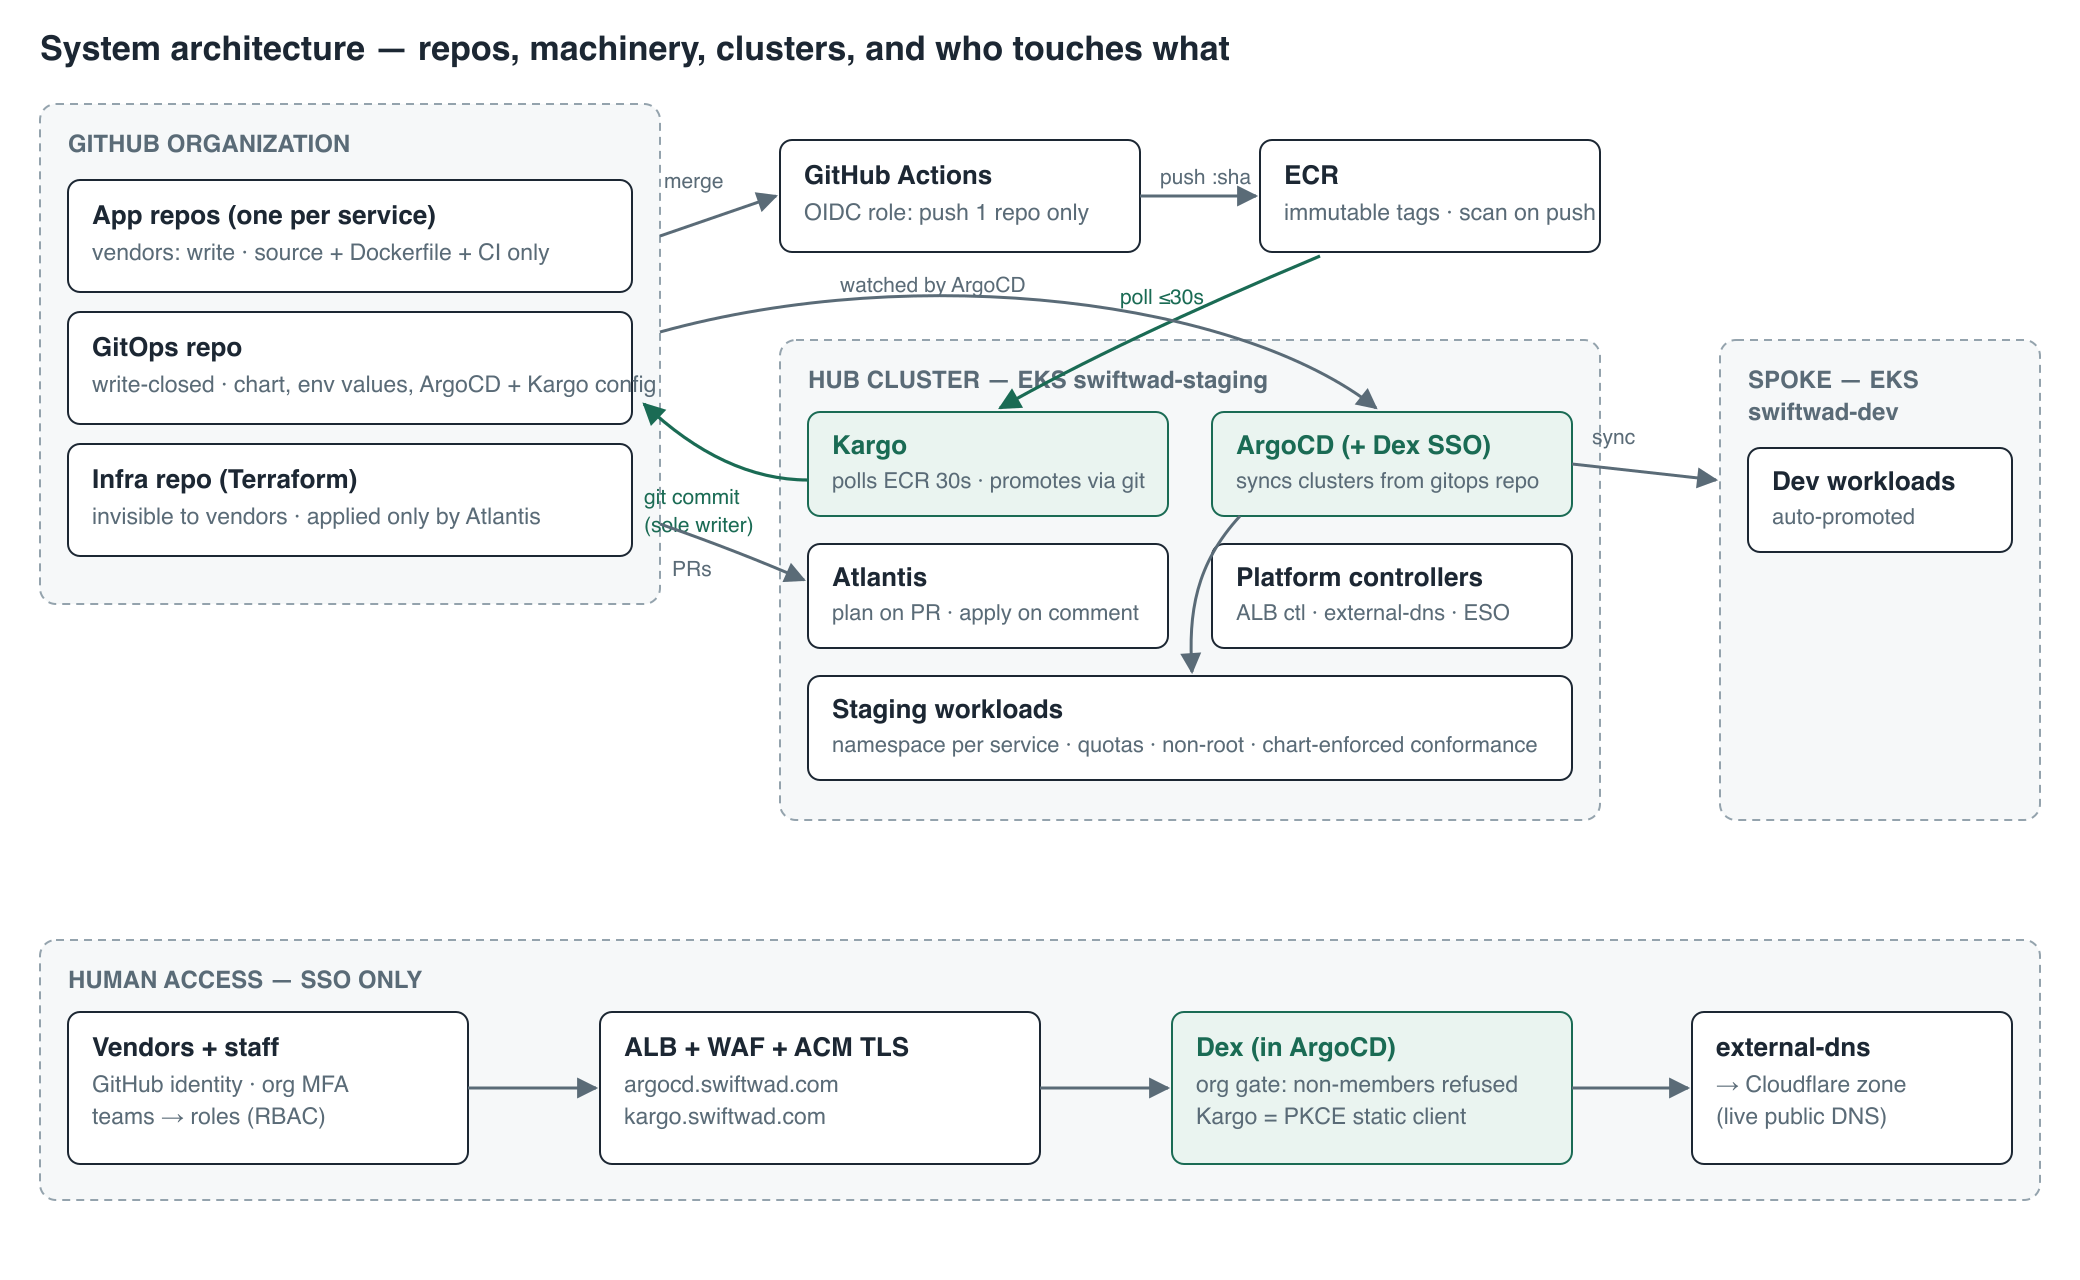 System architecture — repos, machinery, clusters, and who touches what
GITHUB ORGANIZATION
App repos (one per service)
vendors: write · source + Dockerfile + CI only
GitOps repo
write-closed · chart, env values, ArgoCD + Kargo config
Infra repo (Terraform)
invisible to vendors · applied only by Atlantis
merge
GitHub Actions
OIDC role: push 1 repo only
push :sha
ECR
immutable tags · scan on push
watched by ArgoCD
poll ≤30s
git commit
(sole writer)
PRs
HUB CLUSTER — EKS swiftwad-staging
Kargo
polls ECR 30s · promotes via git
ArgoCD (+ Dex SSO)
syncs clusters from gitops repo
Atlantis
plan on PR · apply on comment
Platform controllers
ALB ctl · external-dns · ESO
Staging workloads
namespace per service · quotas · non-root · chart-enforced conformance
sync
SPOKE — EKS
swiftwad-dev
Dev workloads
auto-promoted
HUMAN ACCESS — SSO ONLY
Vendors + staff
GitHub identity · org MFA
teams → roles (RBAC)
ALB + WAF + ACM TLS
argocd.swiftwad.com
kargo.swiftwad.com
Dex (in ArgoCD)
org gate: non-members refused
Kargo = PKCE static client
external-dns
→ Cloudflare zone
(live public DNS)